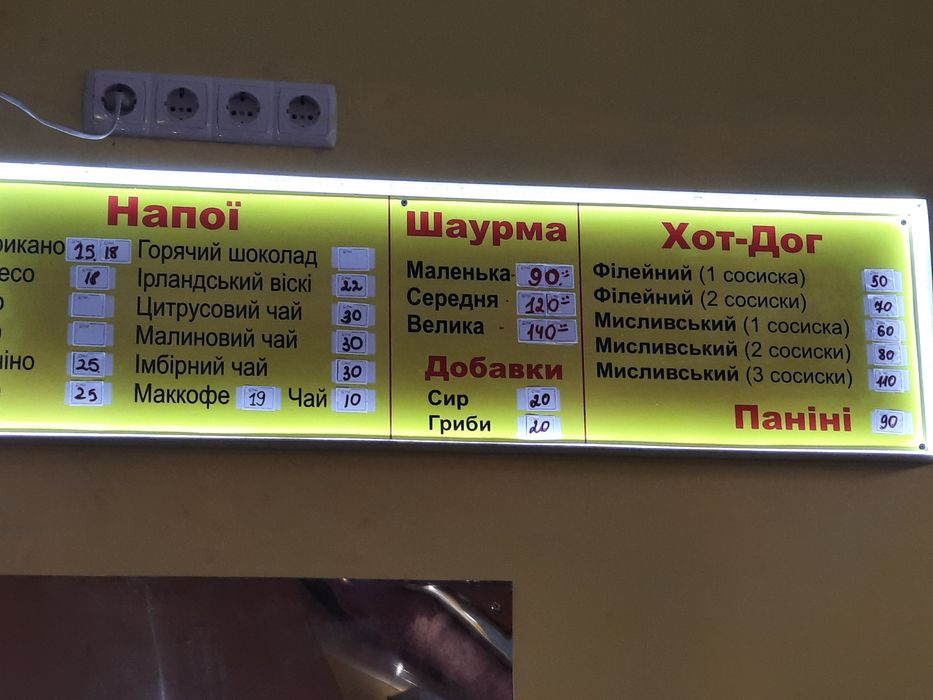 Напої
рикано 15 18 Горячий шоколад
есо 18 Ірландський віскі 22
Цитрусовий чай 30
Малиновий чай 30
іно 25 Імбірний чай 30
25 Маккофе 19 Чай 10
Шаурма
Маленька 90.=
Середня - 120=
Велика - 140=
Добавки
Сир 20
Гриби 20
Хот-Дог
Філейний (1 сосиска) 50
Філейний (2 сосиски) 70
Мисливський (1 сосиска) 60
Мисливський (2 сосиски) 80
Мисливський (3 сосиски) 110
Паніні 90